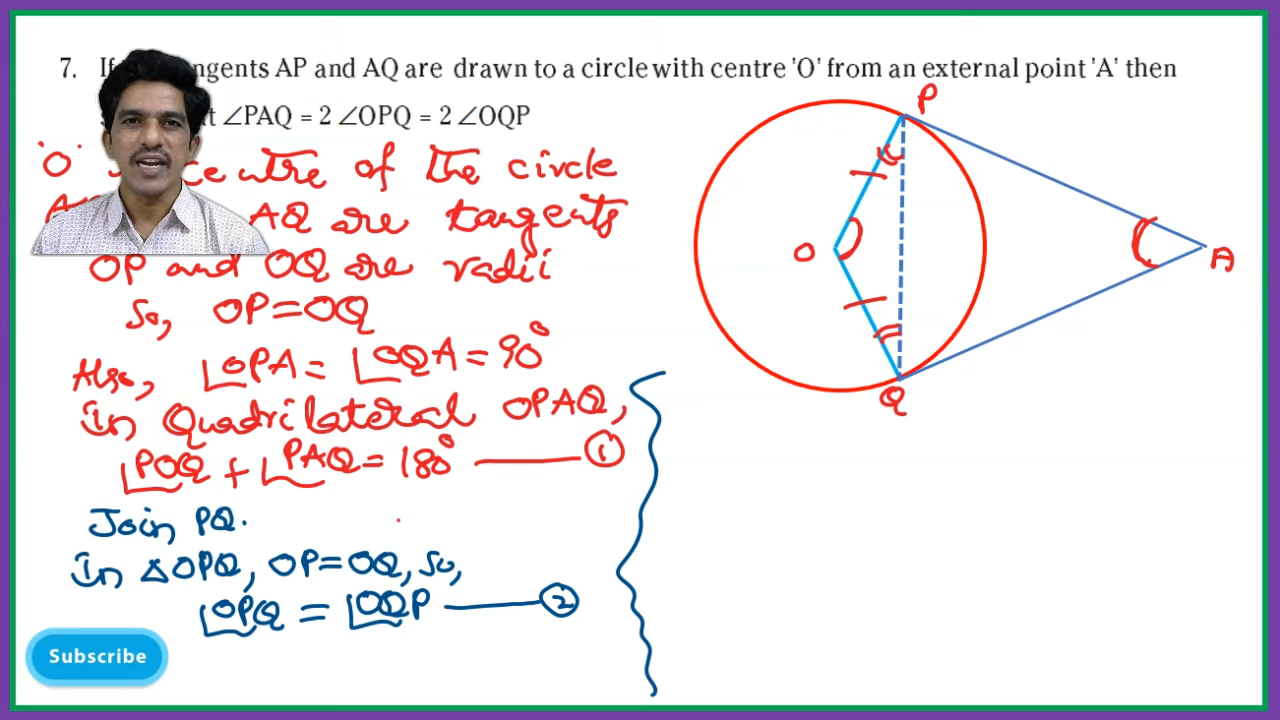 7. If ngents AP and AQ are drawn to a circle with centre 'O' from an external point 'A' then
t ∠PAQ = 2 ∠OPQ = 2 ∠OQP
'O' centre of the circle
AQ are tangents
OP and OQ are radii
So, OP=OQ
Also, ∠OPA = ∠OQA = 90°
in Quadrilateral OPAQ,
∠POQ + ∠PAQ = 180° —— ①
Join PQ.
in △OPQ, OP=OQ, so,
∠OPQ = ∠OQP —— ②
Subscribe
P
O
A
Q